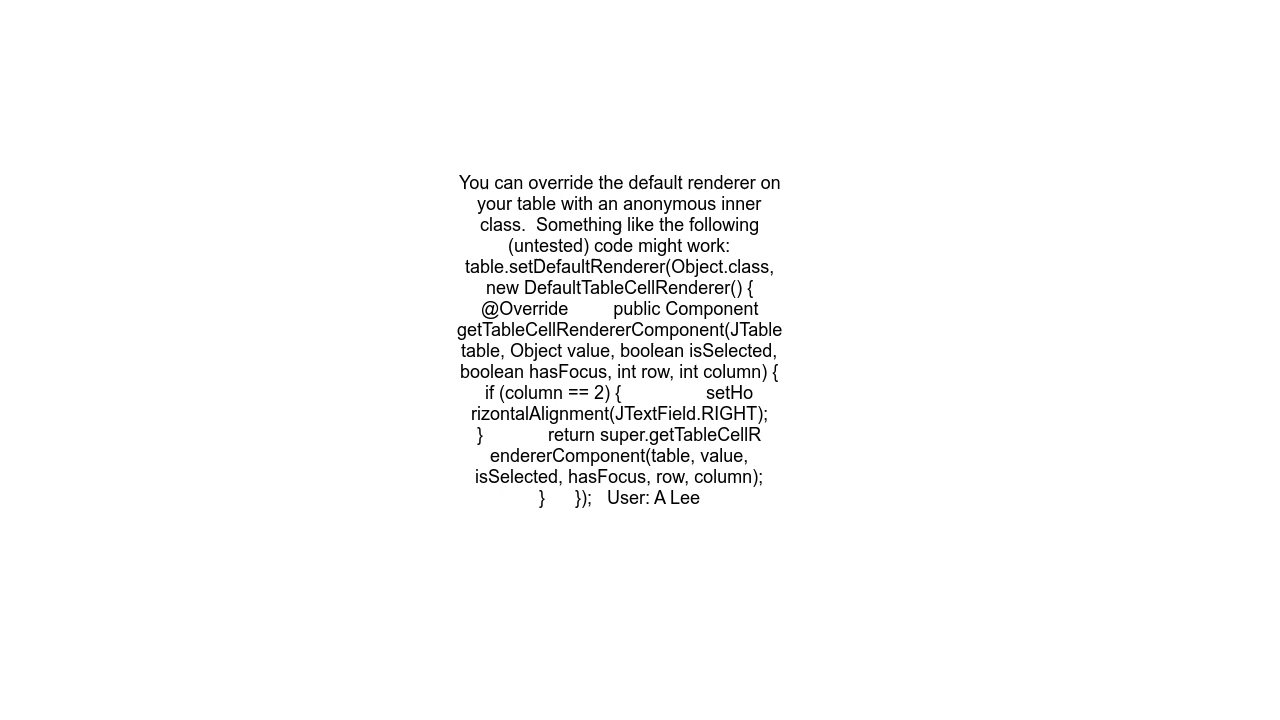 You can override the default renderer on
your table with an anonymous inner
class.  Something like the following
(untested) code might work:
table.setDefaultRenderer(Object.class,
new DefaultTableCellRenderer() {
@Override         public Component
getTableCellRendererComponent(JTable
table, Object value, boolean isSelected,
boolean hasFocus, int row, int column) {
if (column == 2) {                 setHo
rizontalAlignment(JTextField.RIGHT);
}             return super.getTableCellR
endererComponent(table, value,
isSelected, hasFocus, row, column);
}      });   User: A Lee